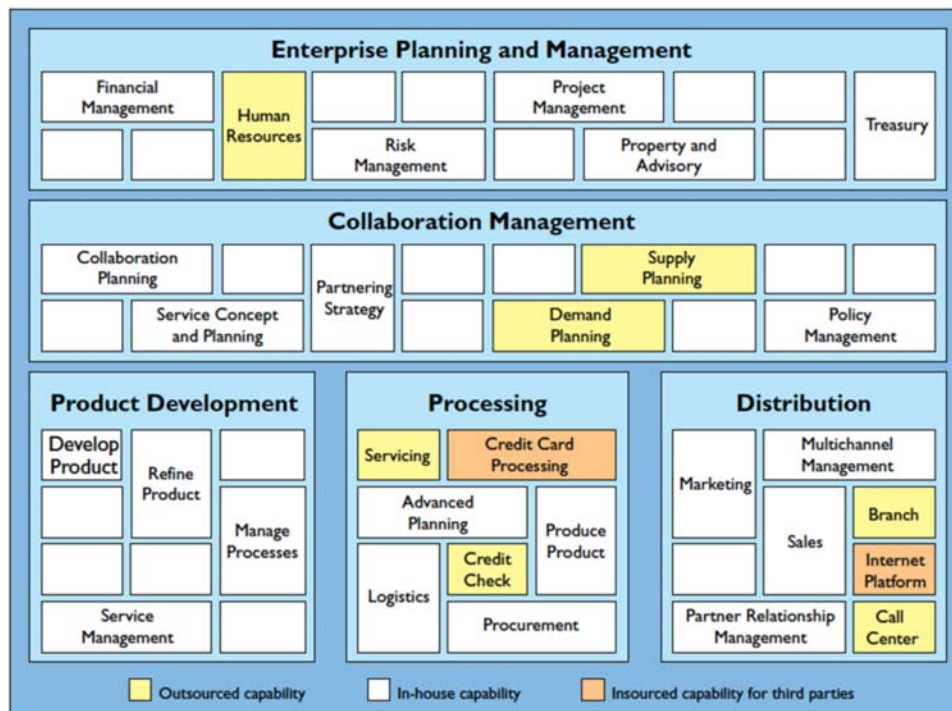 Enterprise Planning and Management
Financial
Management
Human
Resources
Project
Management
Treasury
Risk
Management
Property and
Advisory
Collaboration Management
Collaboration
Planning
Partnering
Strategy
Supply
Planning
Service Concept
and Planning
Demand
Planning
Policy
Management
Product Development
Develop
Product
Refine
Product
Manage
Processes
Service
Management
Processing
Servicing
Credit Card
Processing
Advanced
Planning
Produce
Product
Logistics
Credit
Check
Procurement
Distribution
Marketing
Multichannel
Management
Sales
Branch
Internet
Platform
Partner Relationship
Management
Call
Center
Outsourced capability
In-house capability
Insourced capability for third parties